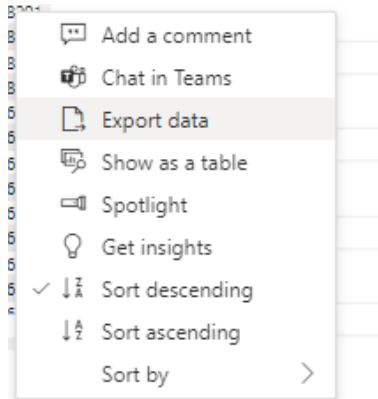 Add a comment
Chat in Teams
Export data
Show as a table
Spotlight
Get insights
Sort descending
Sort ascending
Sort by